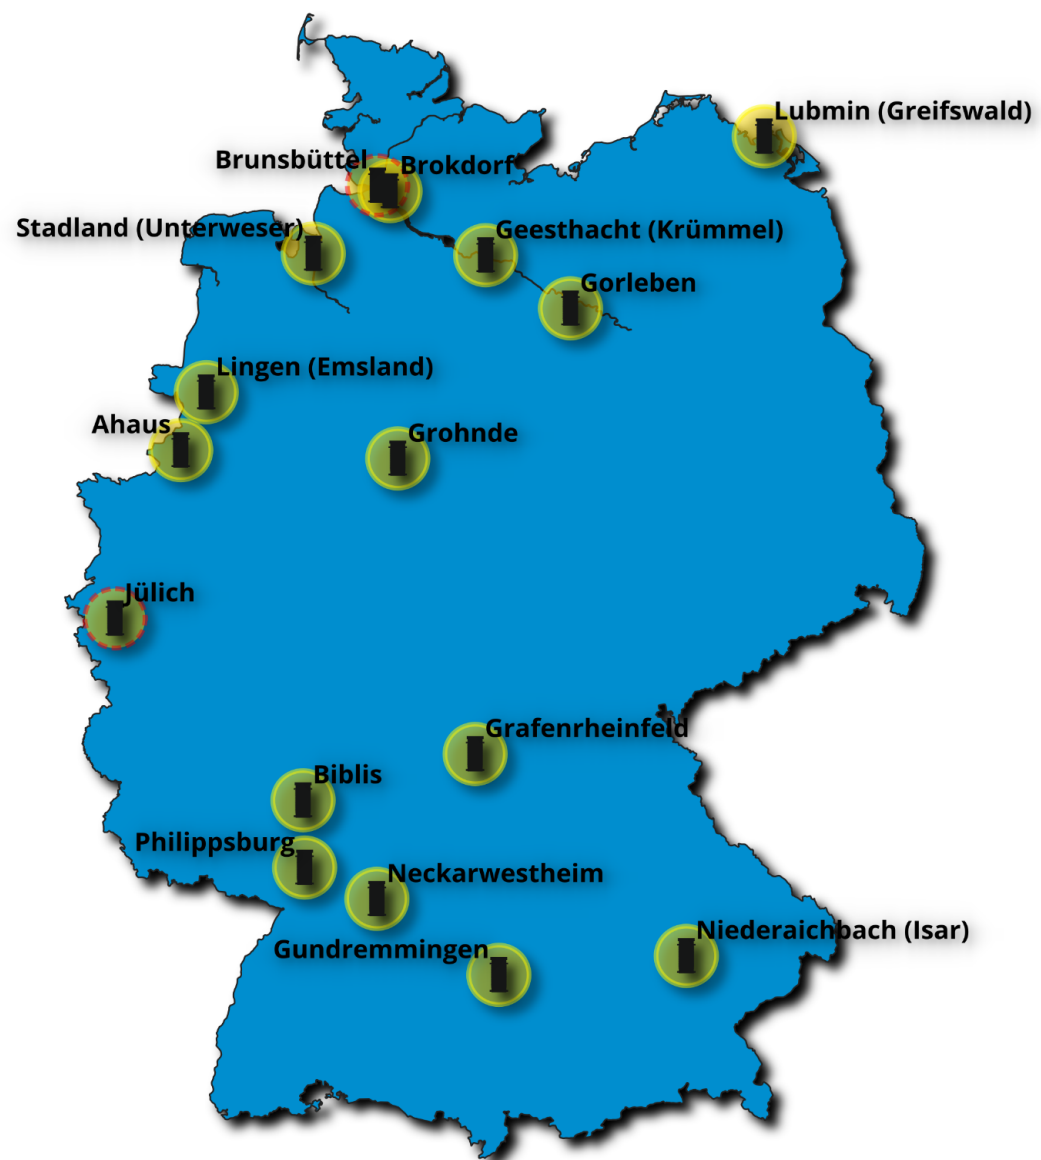 Lubmin (Greifswald)
Brunsbüttel
Brokdorf
Stadland (Unterweser)
Geesthacht (Krümmel)
Gorleben
Lingen (Emsland)
Ahaus
Grohnde
Jülich
Grafenrheinfeld
Biblis
Philippsburg
Neckarwestheim
Niederaichbach (Isar)
Gundremmingen